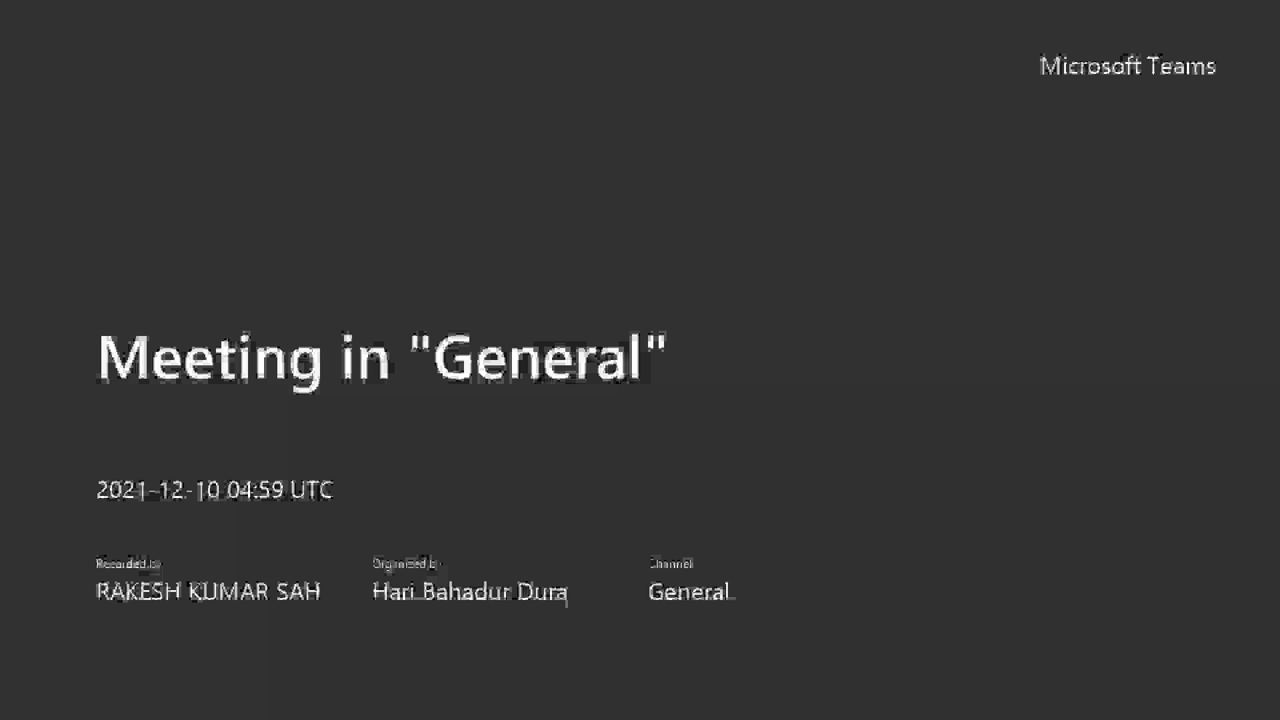 Microsoft Teams
Meeting in "General"
2021-12-10 04:59 UTC
Recorded by Organized by Channel
RAKESH KUMAR SAH Hari Bahadur Dura General